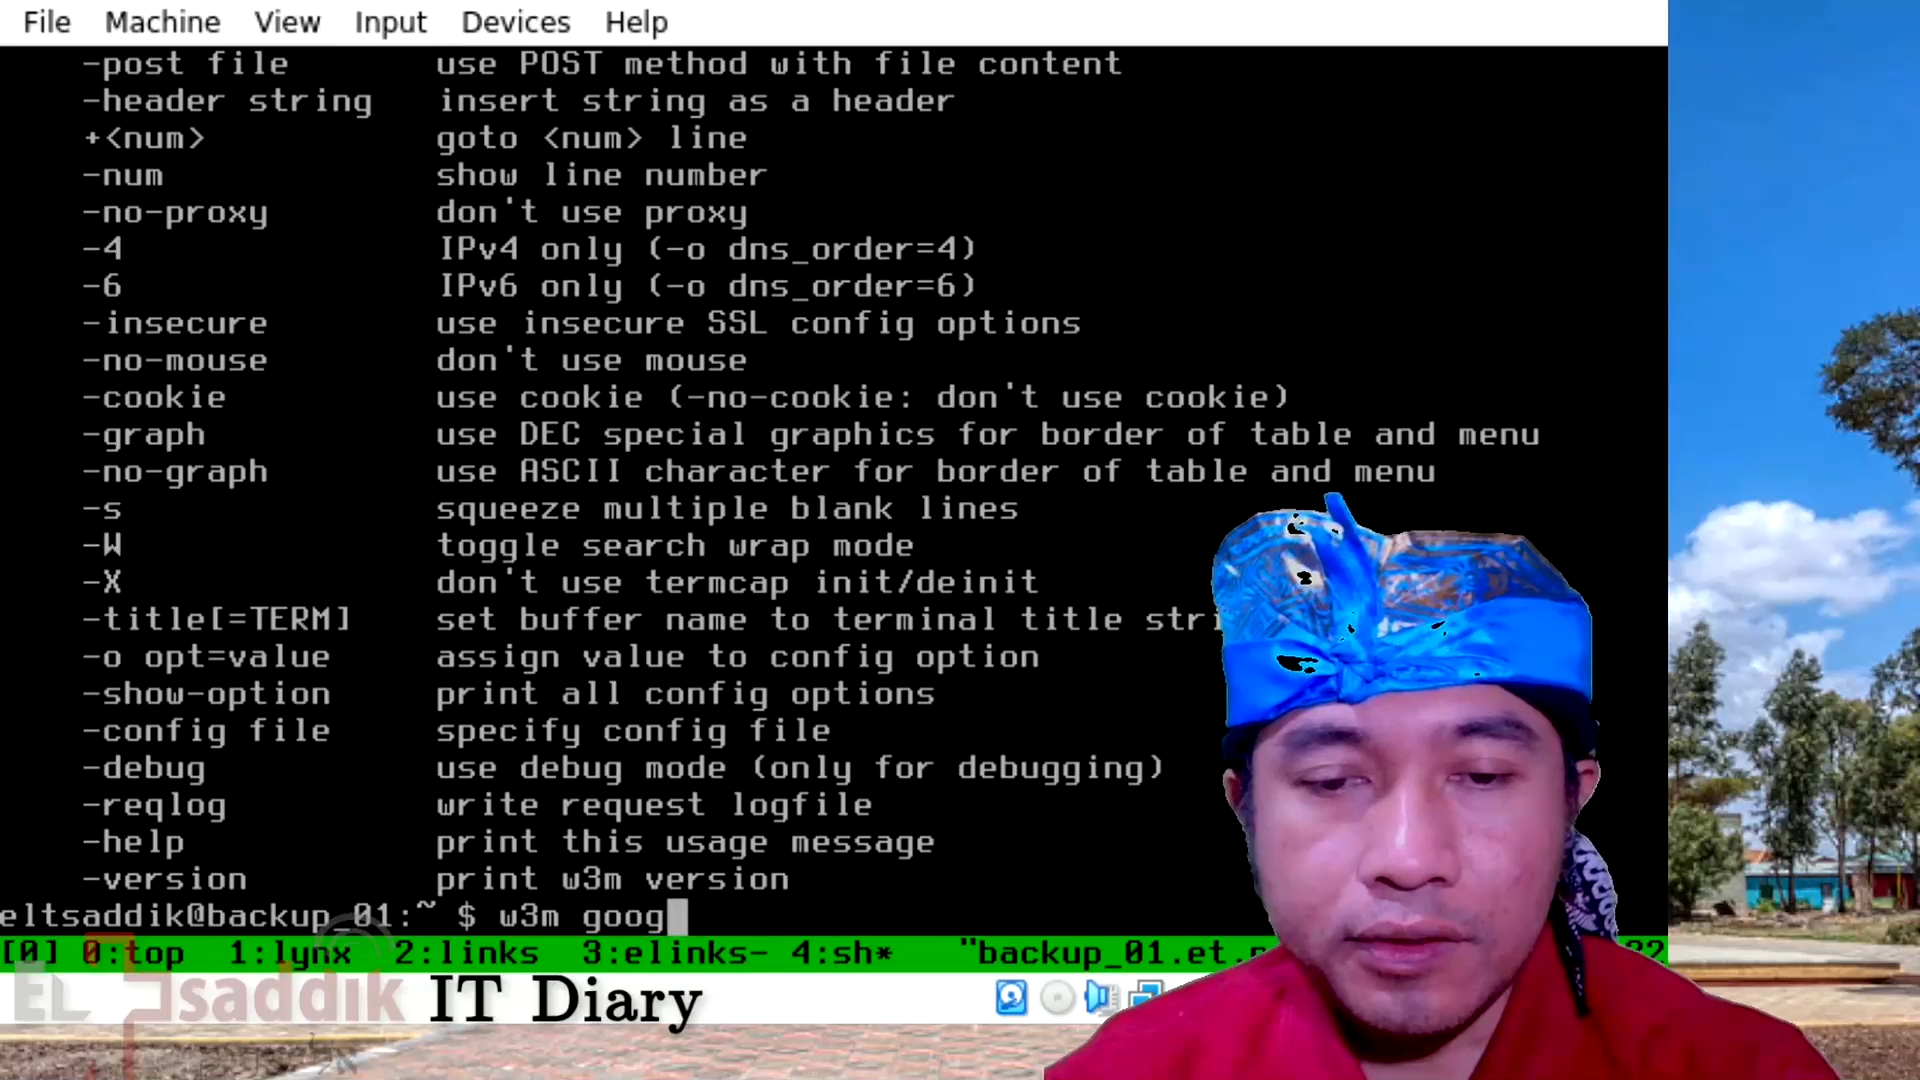 File Machine View Input Devices Help
-post file use POST method with file content
-header string insert string as a header
+<num> goto <num> line
-num show line number
-no-proxy don't use proxy
-4 IPv4 only (-o dns_order=4)
-6 IPv6 only (-o dns_order=6)
-insecure use insecure SSL config options
-no-mouse don't use mouse
-cookie use cookie (-no-cookie: don't use cookie)
-graph use DEC special graphics for border of table and menu
-no-graph use ASCII character for border of table and menu
-s squeeze multiple blank lines
-W toggle search wrap mode
-X don't use termcap init/deinit
-title[=TERM] set buffer name to terminal title stri
-o opt=value assign value to config option
-show-option print all config options
-config file specify config file
-debug use debug mode (only for debugging)
-reqlog write request logfile
-help print this usage message
-version print w3m version
eltsaddik@backup_01:~ $ w3m goog
[0] 0:top 1:lynx 2:links 3:elinks- 4:sh* "backup_01.et. 22
ELTsaddik IT Diary